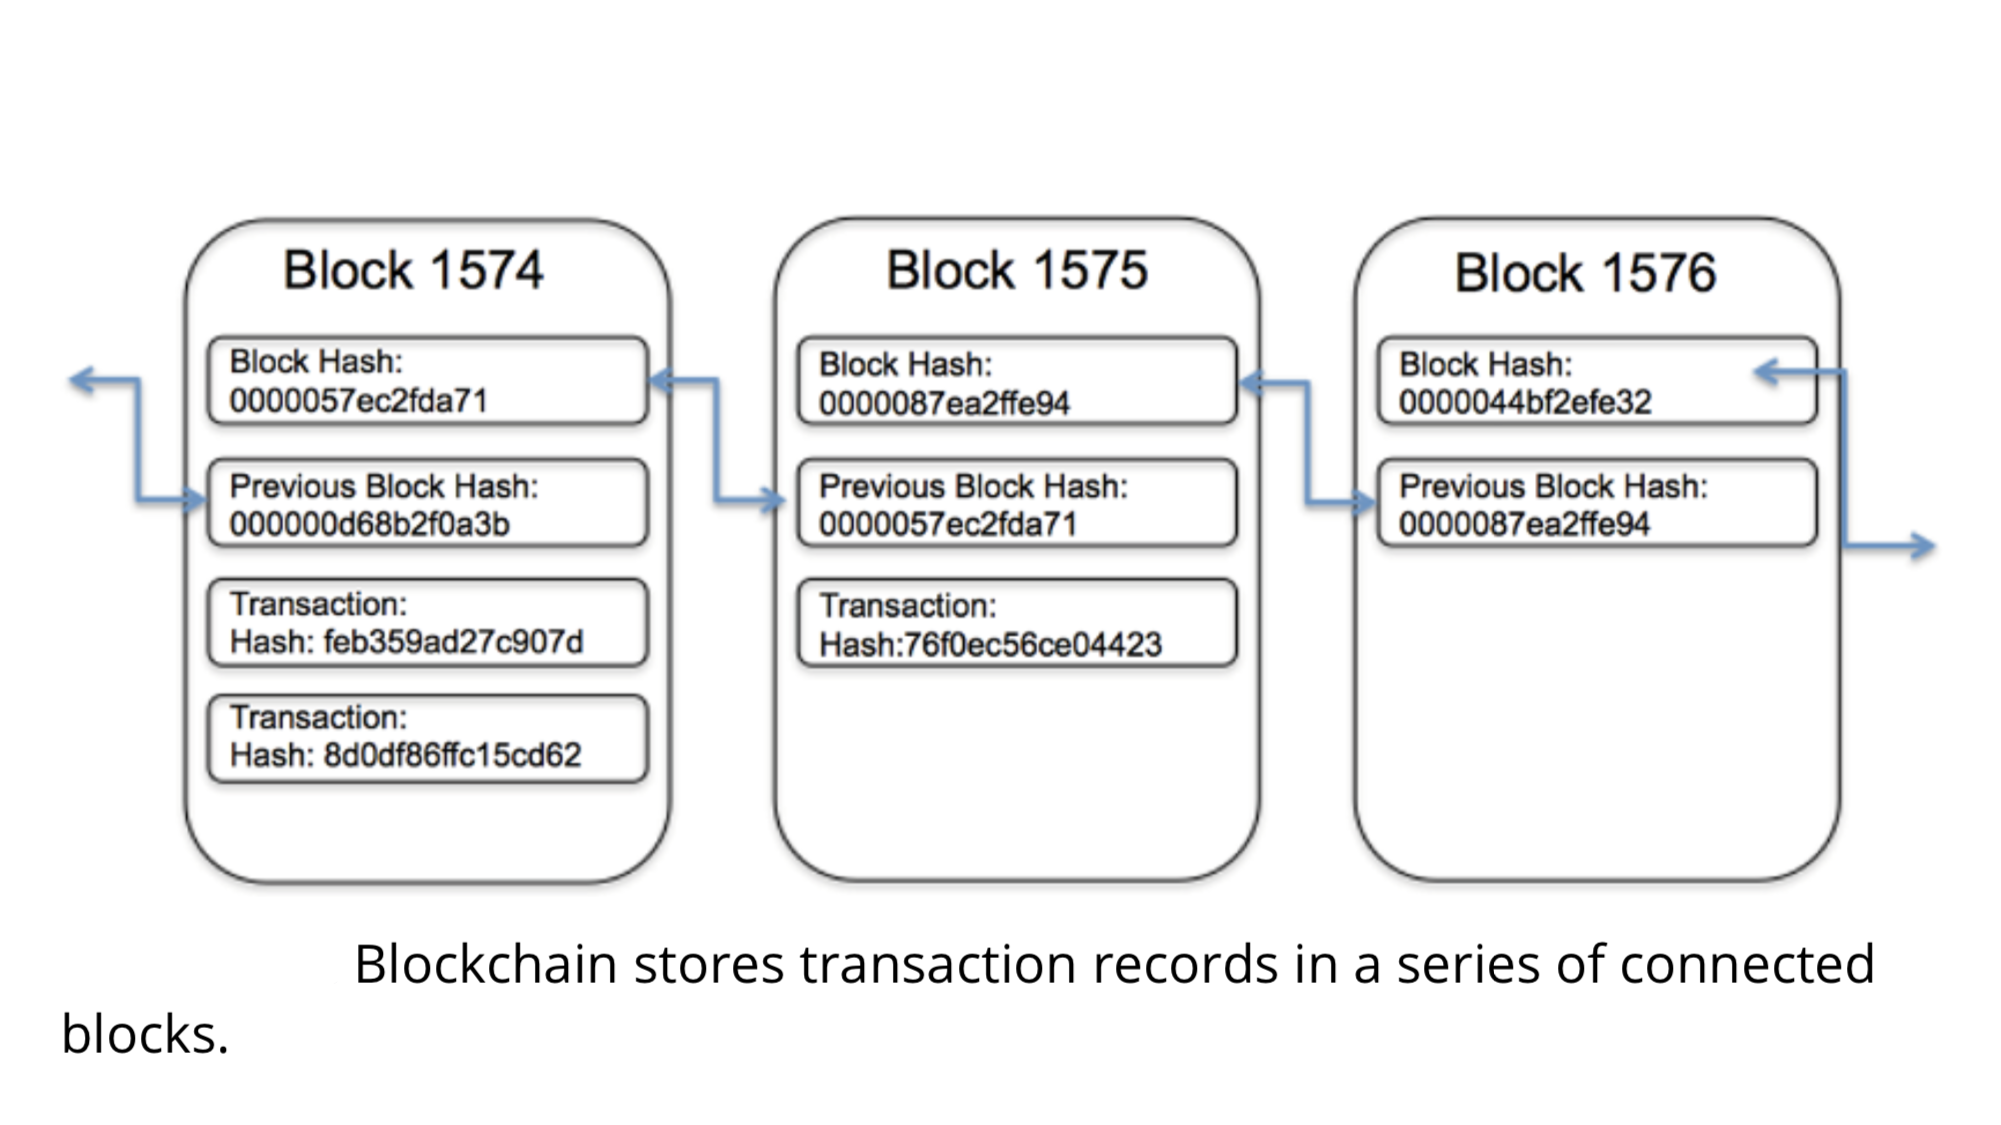 Block 1574
Block Hash:
0000057ec2fda71
Previous Block Hash:
000000d68b2f0a3b
Transaction:
Hash: feb359ad27c907d
Transaction:
Hash: 8d0df86ffc15cd62
Block 1575
Block Hash:
0000087ea2ffe94
Previous Block Hash:
0000057ec2fda71
Transaction:
Hash:76f0ec56ce04423
Block 1576
Block Hash:
0000044bf2efe32
Previous Block Hash:
0000087ea2ffe94
Blockchain stores transaction records in a series of connected
blocks.